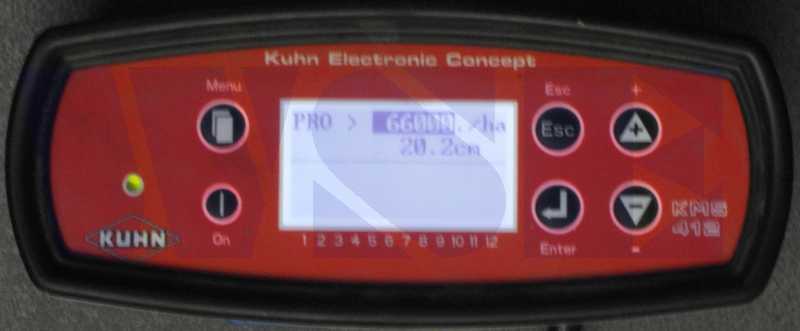 Kuhn Electronic Concept
Menu
Esc
+
PRO > 66000./ha
Esc
20.2cm
KUHN
On
1 2 3 4 5 6 7 8 9 10 11 12
Enter
-
KMS
412